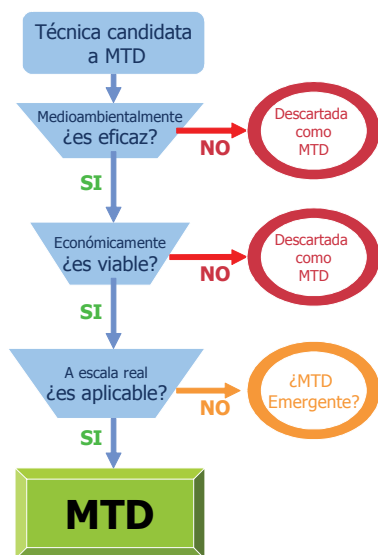 Técnica candidata
a MTD
Medioambientalmente
¿es eficaz?
NO
Descartada
como
MTD
SI
Económicamente
¿es viable?
NO
Descartada
como
MTD
SI
A escala real
¿es aplicable?
NO
¿MTD
Emergente?
SI
MTD